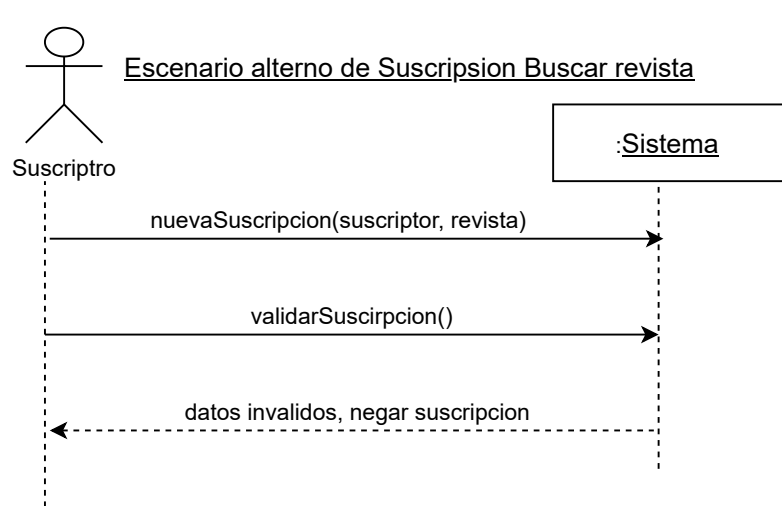 Escenario alterno de Suscripsion Buscar revista
:Sistema
Suscriptro
nuevaSuscripcion(suscriptor, revista)
validarSuscirpcion()
datos invalidos, negar suscripcion